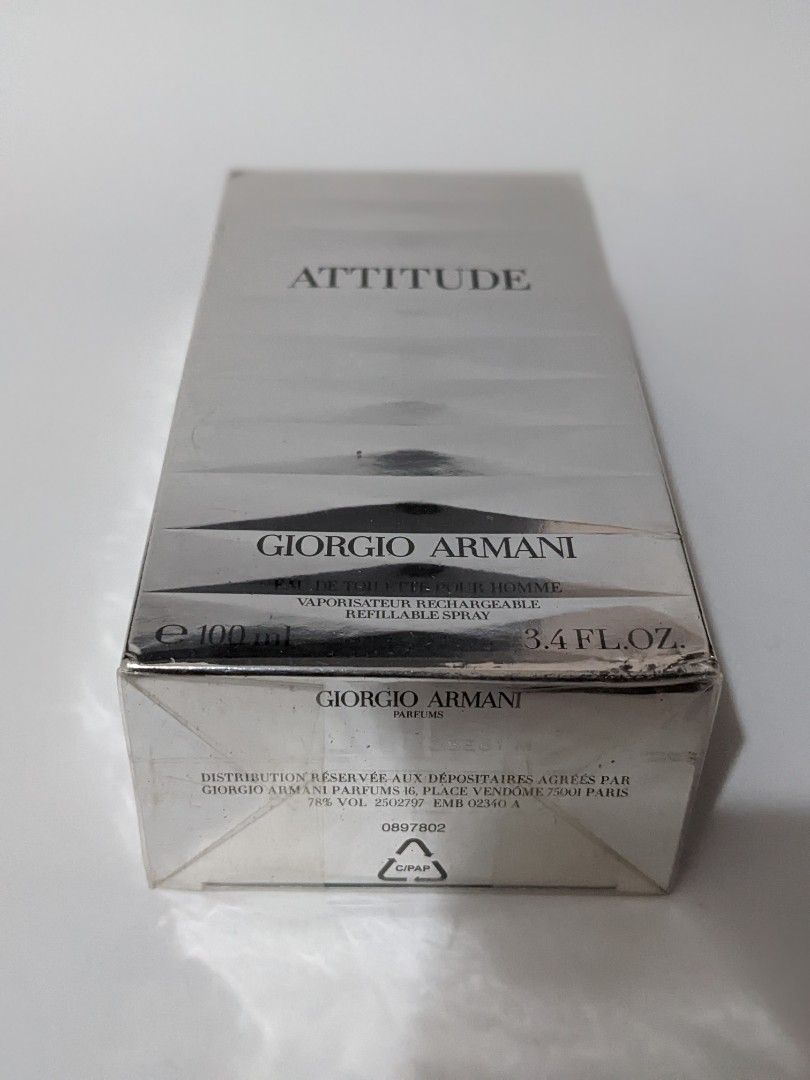 ATTITUDE
GIORGIO ARMANI
EAU DE TOILETTE POUR HOMME
VAPORISATEUR RECHARGEABLE
REFILLABLE SPRAY
e 100 ml 3.4 FL.OZ.
GIORGIO ARMANI
PARFUMS
DISTRIBUTION RÉSERVÉE AUX DÉPOSITAIRES AGRÉÉS PAR
GIORGIO ARMANI PARFUMS 16, PLACE VENDÔME 75001 PARIS
78% VOL 2502797 EMB 02340 A
0897802
C/PAP